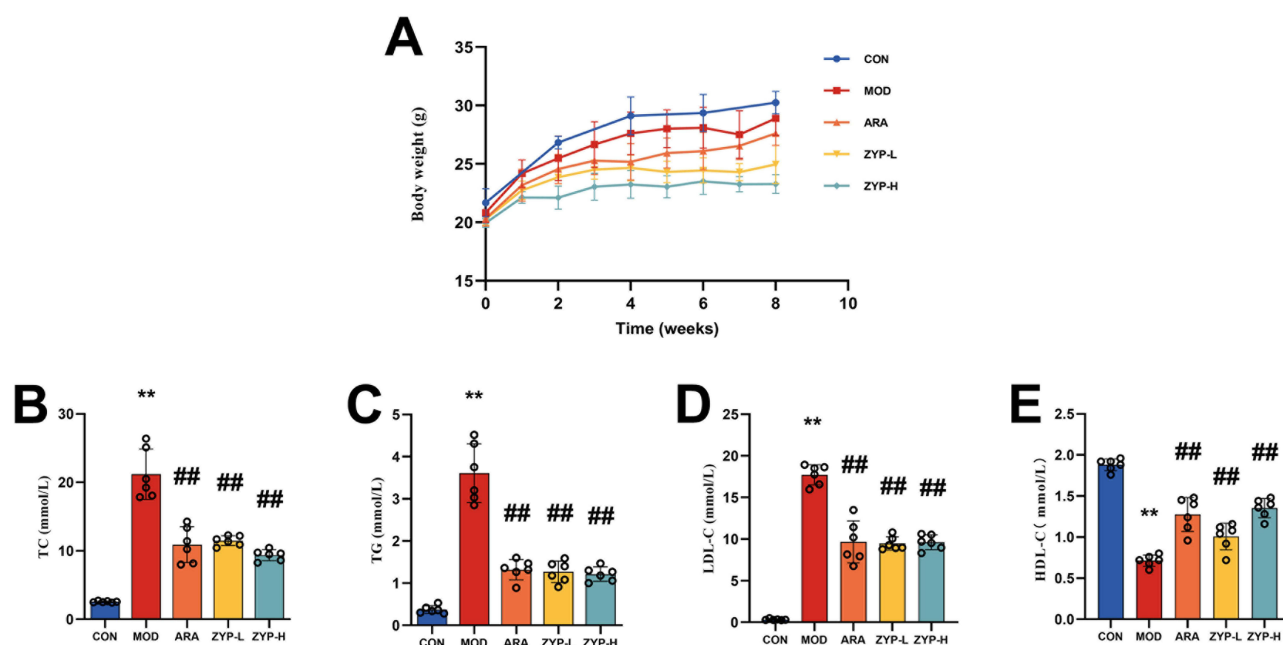 A
35
30
25
20
15
Body weight (g)
0 2 4 6 8 10
Time (weeks)
CON
MOD
ARA
ZYP-L
ZYP-H
B
30
20
10
0
TC (mmol/L)
**
##
##
##
CON MOD ARA ZYP-L ZYP-H
C
5
4
3
2
1
0
TG (mmol/L)
**
##
##
##
CON MOD ARA ZYP-L ZYP-H
D
25
20
15
10
5
0
LDL-C (mmol/L)
**
##
##
##
CON MOD ARA ZYP-L ZYP-H
E
2.5
2.0
1.5
1.0
0.5
0.0
HDL-C ( mmol/L)
**
##
##
##
CON MOD ARA ZYP-L ZYP-H